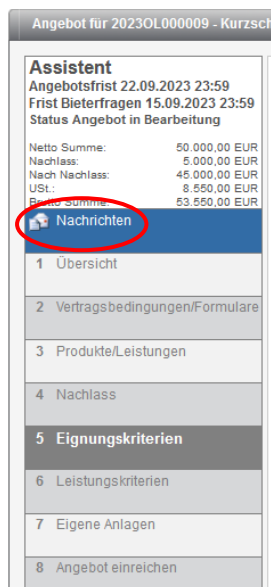 Angebot für 2023OL000009 - Kurzsch
Assistent
Angebotsfrist 22.09.2023 23:59
Frist Bieterfragen 15.09.2023 23:59
Status Angebot in
Bearbeitung
Netto Summe: 50.000,00 EUR
Nachlass: 5.000,00 EUR
Nach Nachlass: 45.000,00 EUR
USt.: 8.550,00 EUR
Brutto Summe: 53.550,00 EUR
Nachrichten
1 Übersicht
2 Vertragsbedingungen/Formulare
3 Produkte/Leistungen
4 Nachlass
5 Eignungskriterien
6 Leistungskriterien
7 Eigene Anlagen
8 Angebot einreichen